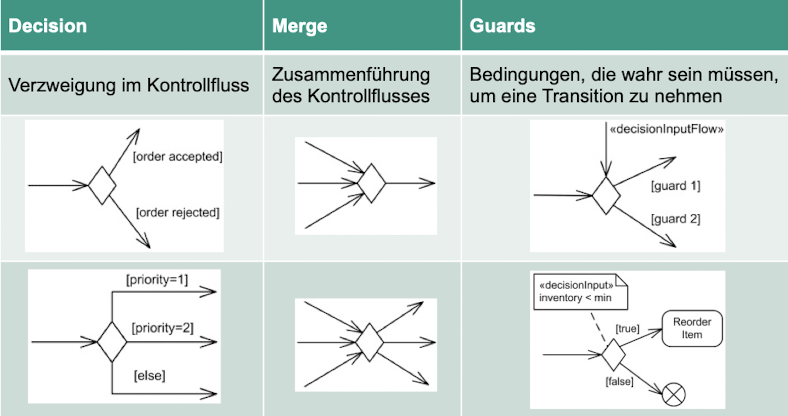 Decision
Merge
Guards
Verzweigung im Kontrollfluss
Zusammenführung
des Kontrollflusses
Bedingungen, die wahr sein müssen,
um eine Transition zu nehmen
[order accepted]
[order rejected]
«decisionInputFlow»
[guard 1]
[guard 2]
[priority=1]
[priority=2]
[else]
«decisionInput»
inventory < min
[true]
Reorder
Item
[false]